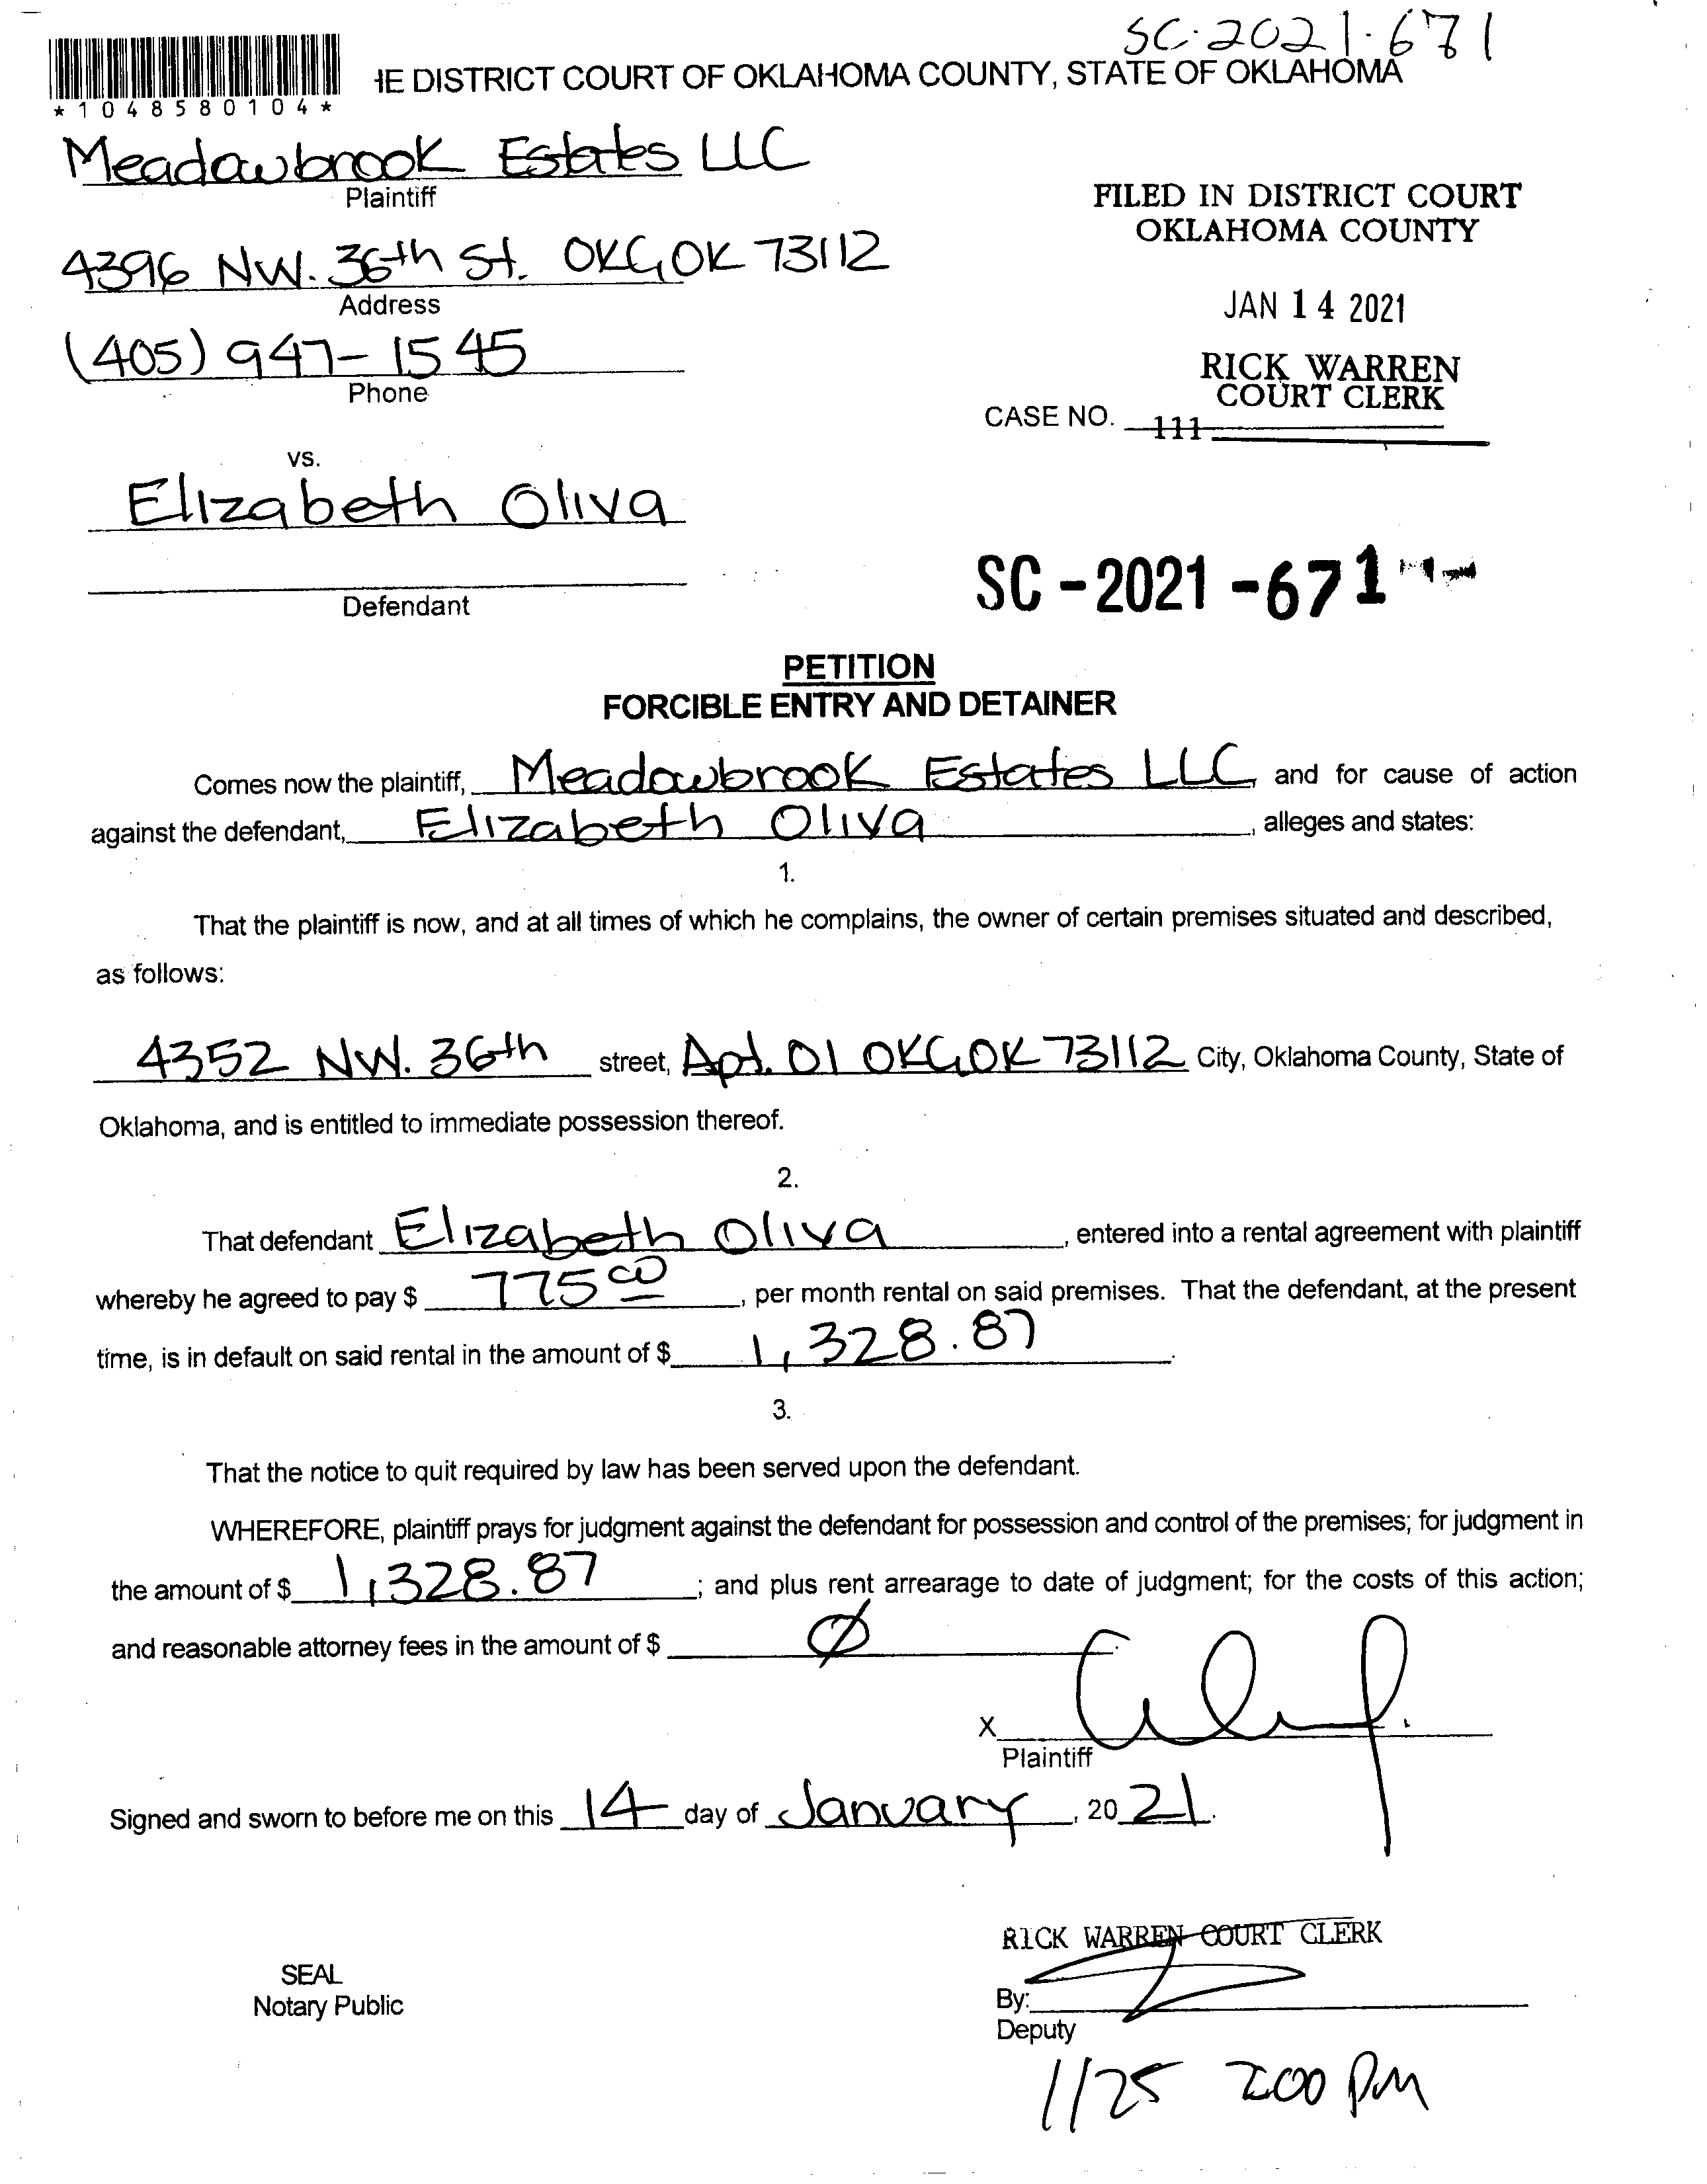 SC-2021-671
HE DISTRICT COURT OF OKLAHOMA COUNTY, STATE OF OKLAHOMA
*1048580104*
Meadowbrook Estates LLC
Plaintiff
FILED IN DISTRICT COURT
OKLAHOMA COUNTY
4396 NW. 36th St. OKC, OK 73112
Address
JAN 14 2021
(405) 947-1545
Phone
RICK WARREN
COURT CLERK
CASE NO. 111
vs.
Elizabeth Oliva
SC-2021-671
Defendant
PETITION
FORCIBLE ENTRY AND DETAINER
Comes now the plaintiff, Meadowbrook Estates LLC, and for cause of action
against the defendant, Elizabeth Oliva, alleges and states:
1.
That the plaintiff is now, and at all times of which he complains, the owner of certain premises situated and described,
as follows:
4352 NW. 36th street, Apt. 01 OKC, OK 73112 City, Oklahoma County, State of
Oklahoma, and is entitled to immediate possession thereof.
2.
That defendant Elizabeth Oliva, entered into a rental agreement with plaintiff
whereby he agreed to pay $ 775 00, per month rental on said premises. That the defendant, at the present
time, is in default on said rental in the amount of $ 1,328.87.
3.
That the notice to quit required by law has been served upon the defendant.
WHEREFORE, plaintiff prays for judgment against the defendant for possession and control of the premises; for judgment in
the amount of $ 1,328.87; and plus rent arrearage to date of judgment; for the costs of this action;
and reasonable attorney fees in the amount of $ Ø.
X
Plaintiff
Signed and sworn to before me on this 14 day of January, 2021.
RICK WARREN COURT CLERK
SEAL
Notary Public
By:
Deputy
1/25 2:00 PM